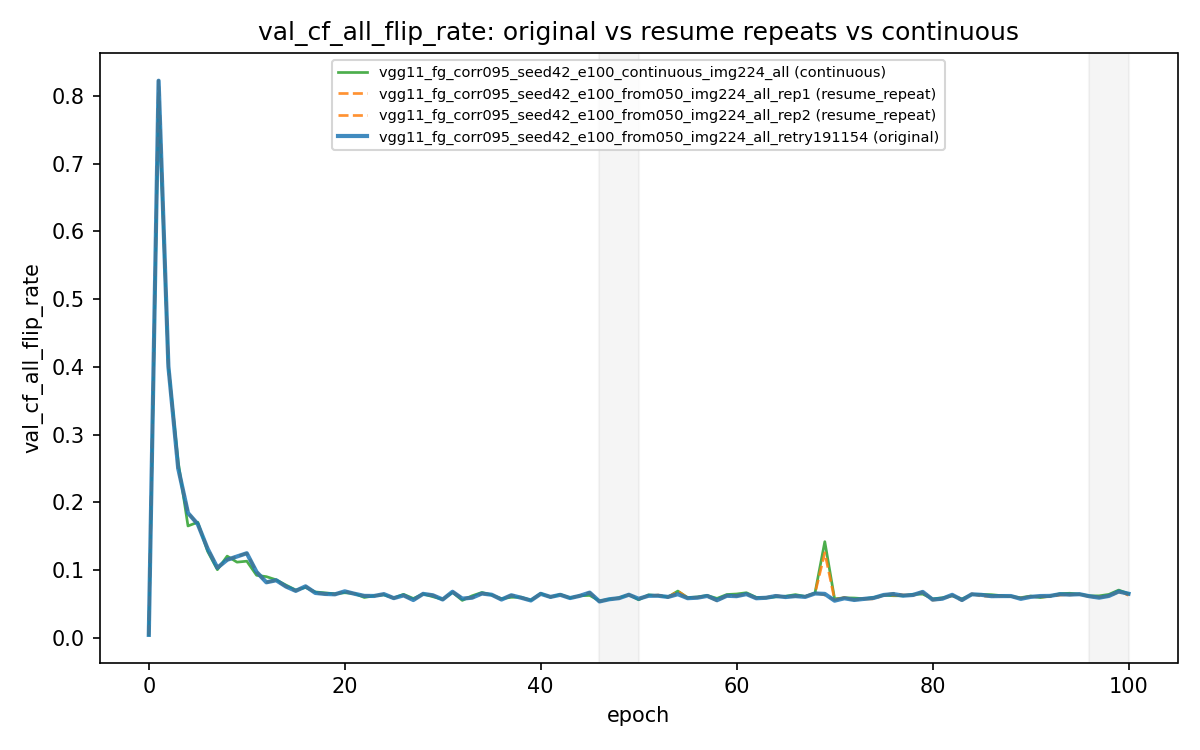 val_cf_all_flip_rate: original vs resume repeats vs continuous
vgg11_fg_corr095_seed42_e100_continuous_img224_all (continuous)
vgg11_fg_corr095_seed42_e100_from050_img224_all_rep1 (resume_repeat)
vgg11_fg_corr095_seed42_e100_from050_img224_all_rep2 (resume_repeat)
vgg11_fg_corr095_seed42_e100_from050_img224_all_retry191154 (original)
val_cf_all_flip_rate
0.8
0.7
0.6
0.5
0.4
0.3
0.2
0.1
0.0
0 20 40 60 80 100
epoch